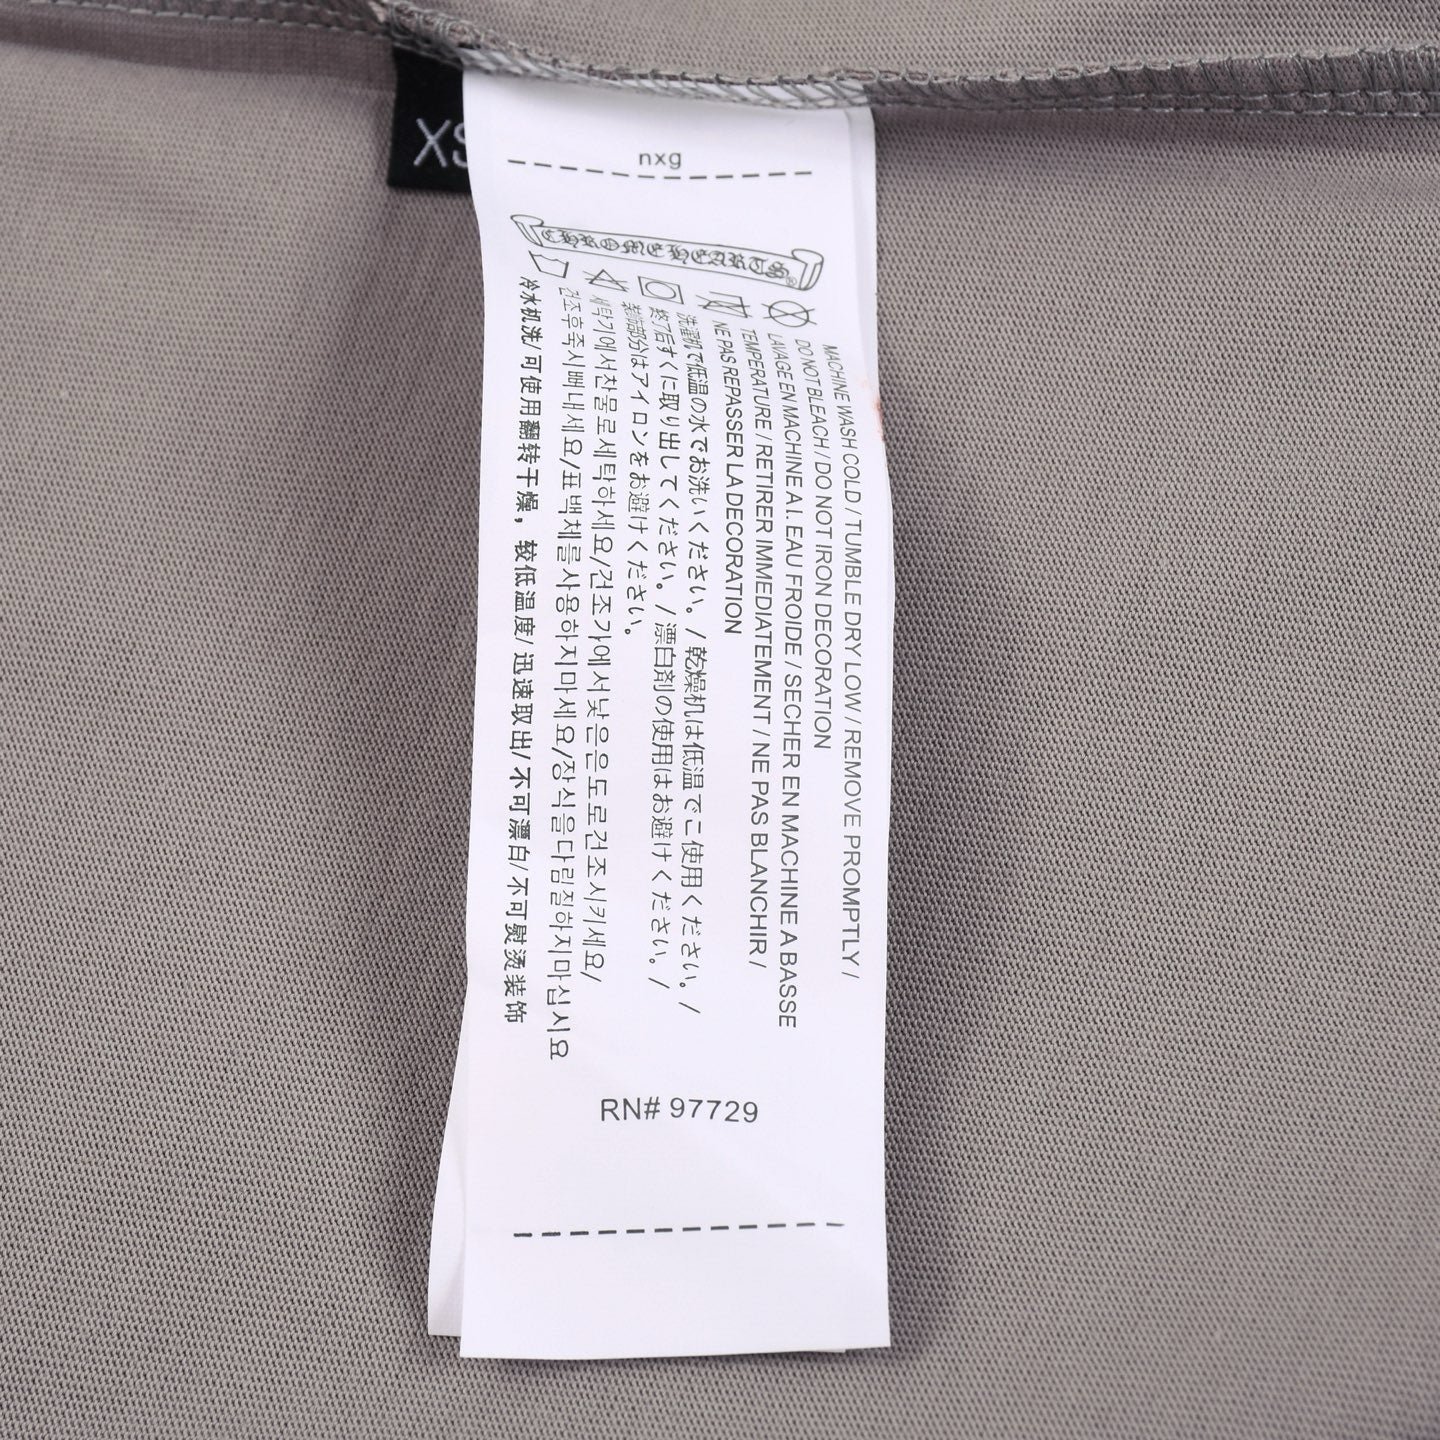 XS
nxg
CHROME HEARTS®
MACHINE WASH COLD / TUMBLE DRY LOW / REMOVE PROMPTLY /
DO NOT BLEACH / DO NOT IRON DECORATION
LAVAGE EN MACHINE A I. EAU FROIDE / SECHER EN MACHINE A BASSE
TEMPERATURE / RETIRER IMMEDIATEMENT / NE PAS BLANCHIR /
NE PAS REPASSER LA DECORATION
洗濯机で低温の水でお洗いください。/ 乾燥机は低温でご使用ください。/
終了后すぐに取り出してください。/ 漂白剤の使用はお避けください。/
装飾部分はアイロンをお避けください。
세탁기에서찬물로세탁하세요/건조기에서낮은온도로건조시키세요/
건조후즉시빼내세요/표백제를사용하지마세요/장식을다림질하지마십시요
冷水机洗/可使用翻转干燥，较低温度/迅速取出/不可漂白/不可熨烫装饰
RN# 97729